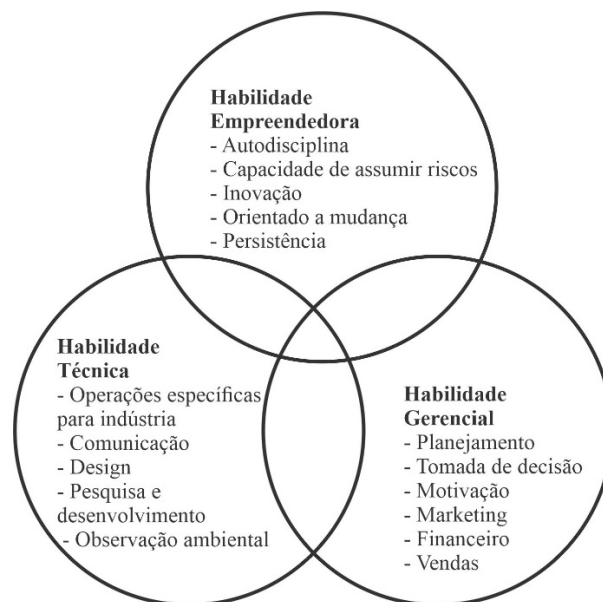 Habilidade
Empreendedora
- Autodisciplina
- Capacidade de assumir riscos
- Inovação
- Orientado a mudança
- Persistência
Habilidade
Técnica
- Operações específicas
para indústria
- Comunicação
- Design
- Pesquisa e
desenvolvimento
- Observação ambiental
Habilidade
Gerencial
- Planejamento
- Tomada de decisão
- Motivação
- Marketing
- Financeiro
- Vendas